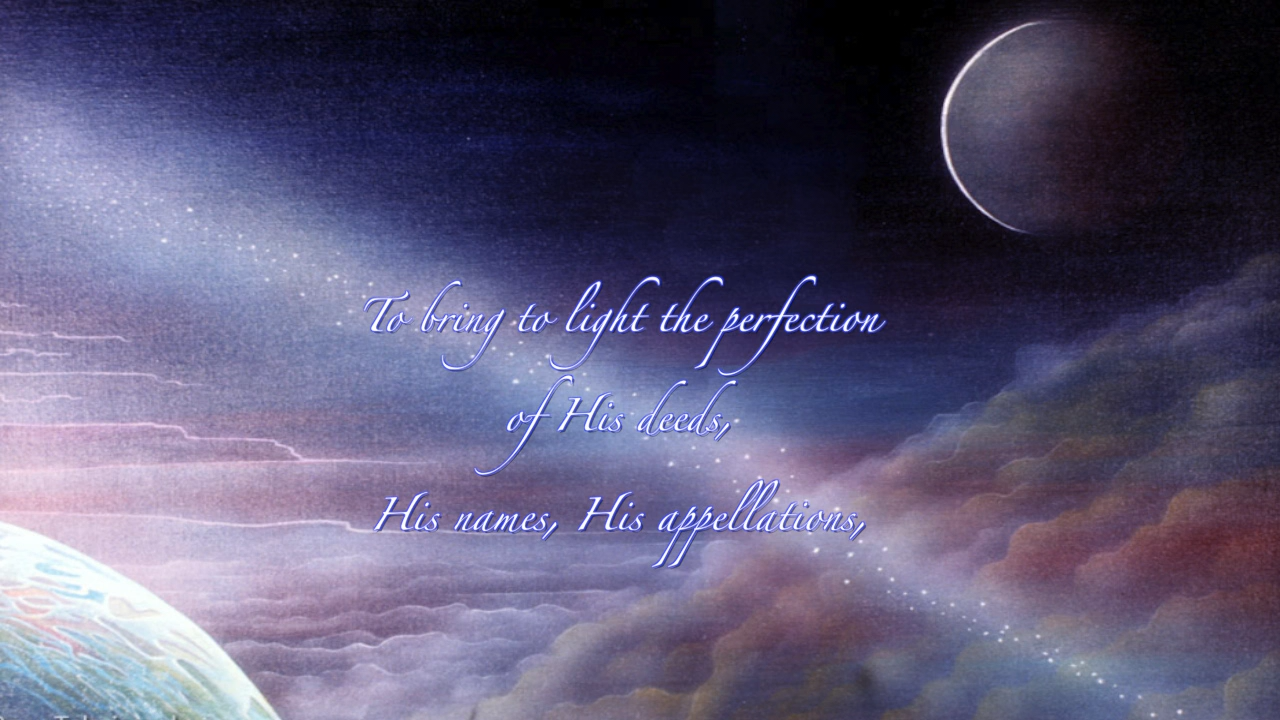 To bring to light the perfection
of His deeds,
His names, His appellations,